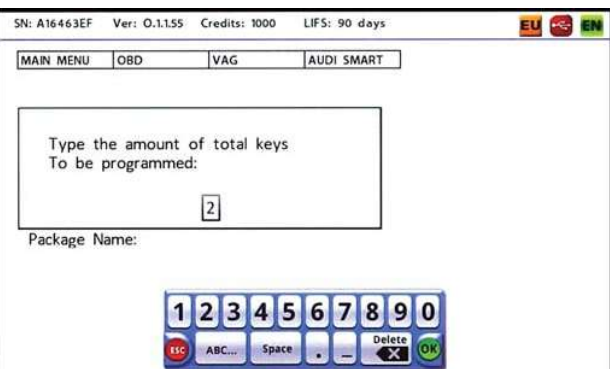 SN: A16463EF Ver: O.1.1.55 Credits: 1000 LIFS: 90 days EU EN
MAIN MENU OBD VAG AUDI SMART
Type the amount of total keys
To be programmed:
2
Package Name:
1 2 3 4 5 6 7 8 9 0
ESC ABC... Space . _ Delete OK